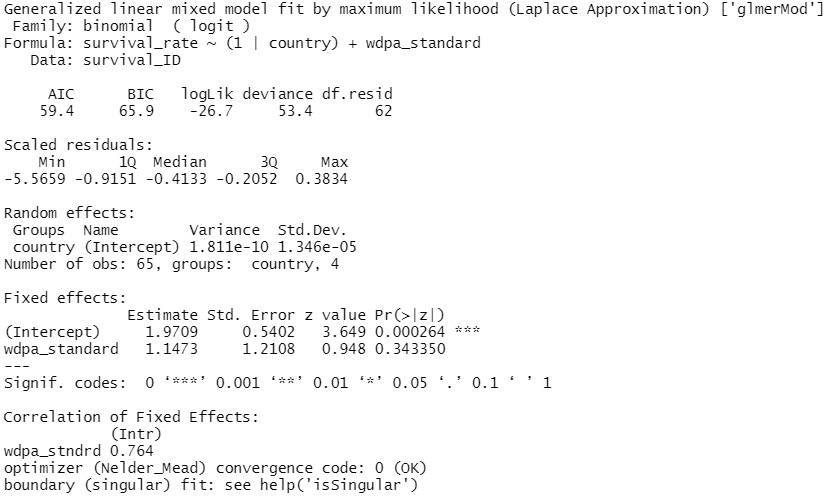 Generalized linear mixed model fit by maximum likelihood (Laplace Approximation) ['glmerMod']
 Family: binomial  ( logit )
Formula: survival_rate ~ (1 | country) + wdpa_standard
   Data: survival_ID

     AIC      BIC   logLik deviance df.resid
    59.4     65.9    -26.7     53.4       62

Scaled residuals:
    Min      1Q  Median      3Q     Max
-5.5659 -0.9151 -0.4133 -0.2052  0.3834

Random effects:
 Groups  Name        Variance  Std.Dev.
 country (Intercept) 1.811e-10 1.346e-05
Number of obs: 65, groups:  country, 4

Fixed effects:
              Estimate Std. Error z value Pr(>|z|)
(Intercept)     1.9709     0.5402   3.649 0.000264 ***
wdpa_standard   1.1473     1.2108   0.948 0.343350
---
Signif. codes:  0 ‘***’ 0.001 ‘**’ 0.01 ‘*’ 0.05 ‘.’ 0.1 ‘ ’ 1

Correlation of Fixed Effects:
            (Intr)
wdpa_stndrd 0.764
optimizer (Nelder_Mead) convergence code: 0 (OK)
boundary (singular) fit: see help('isSingular')